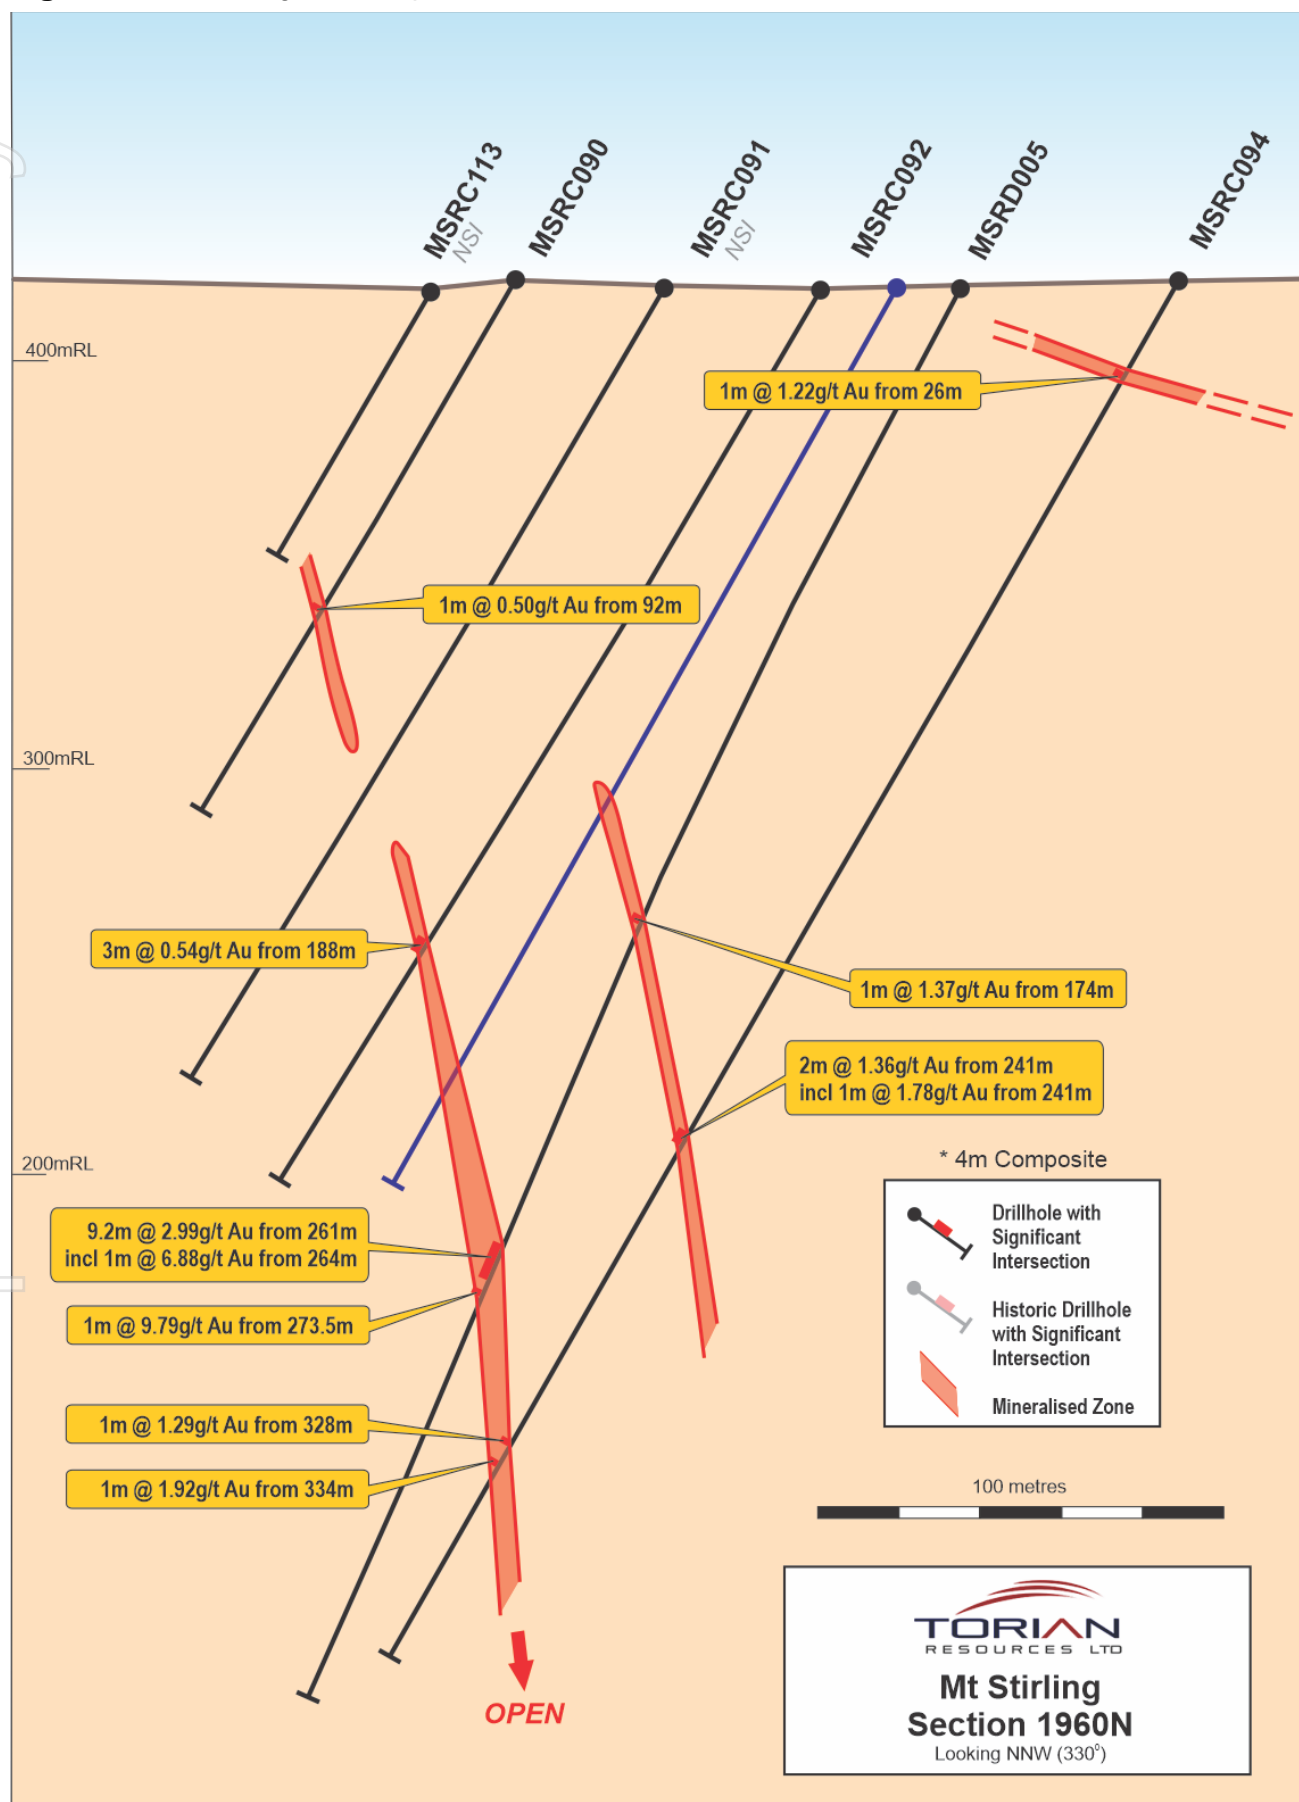 MSRC113
NSI
MSRC090
MSRC091
NSI
MSRC092
MSRD005
MSRC094
400mRL
1m @ 1.22g/t Au from 26m
1m @ 0.50g/t Au from 92m
300mRL
3m @ 0.54g/t Au from 188m
1m @ 1.37g/t Au from 174m
2m @ 1.36g/t Au from 241m
incl 1m @ 1.78g/t Au from 241m
200mRL
* 4m Composite
9.2m @ 2.99g/t Au from 261m
incl 1m @ 6.88g/t Au from 264m
1m @ 9.79g/t Au from 273.5m
1m @ 1.29g/t Au from 328m
1m @ 1.92g/t Au from 334m
Drillhole with
Significant
Intersection
Historic Drillhole
with Significant
Intersection
Mineralised Zone
100 metres
OPEN
TORIAN
RESOURCES LTD
Mt Stirling
Section 1960N
Looking NNW (330⁰)